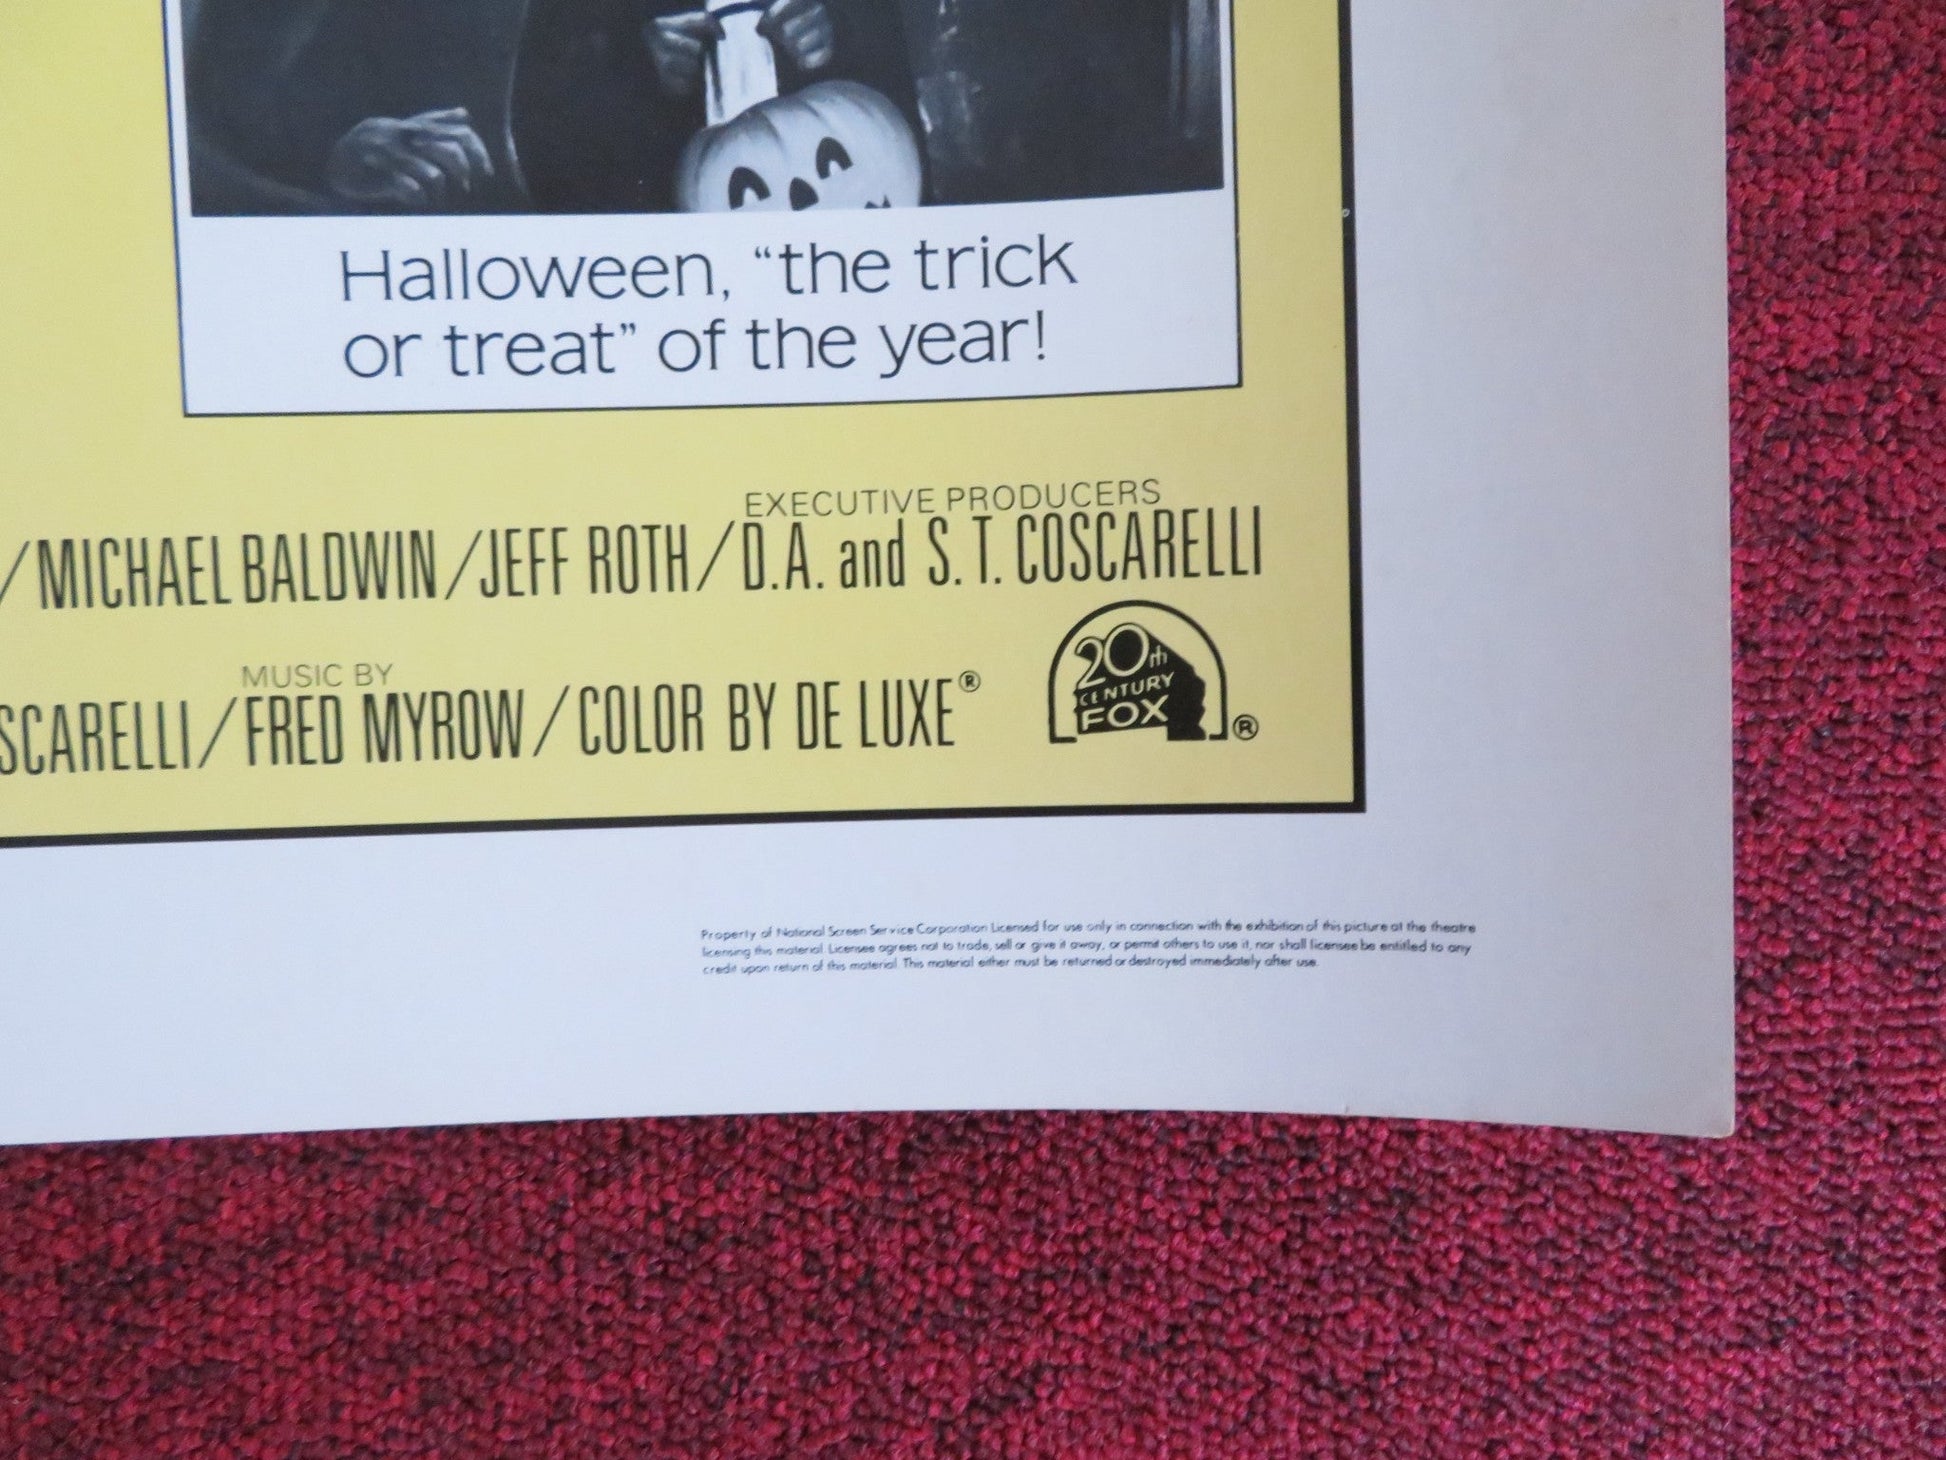 Halloween, “the trick
or treat” of the year!
EXECUTIVE PRODUCERS
/MICHAEL BALDWIN/JEFF ROTH/D.A. and S.T. COSCARELLI
MUSIC BY
SCARELLI/FRED MYROW/COLOR BY DE LUXE®
20th
CENTURY
FOX
®
Property of National Screen Service Corporation Licensed for use only in connection with the exhibition of this picture at the theatre
licensing this material. Licensee agrees not to trade, sell or give it away, or permit others to use it, nor shall licensee be entitled to any
credit upon return of this material. This material either must be returned or destroyed immediately after use.